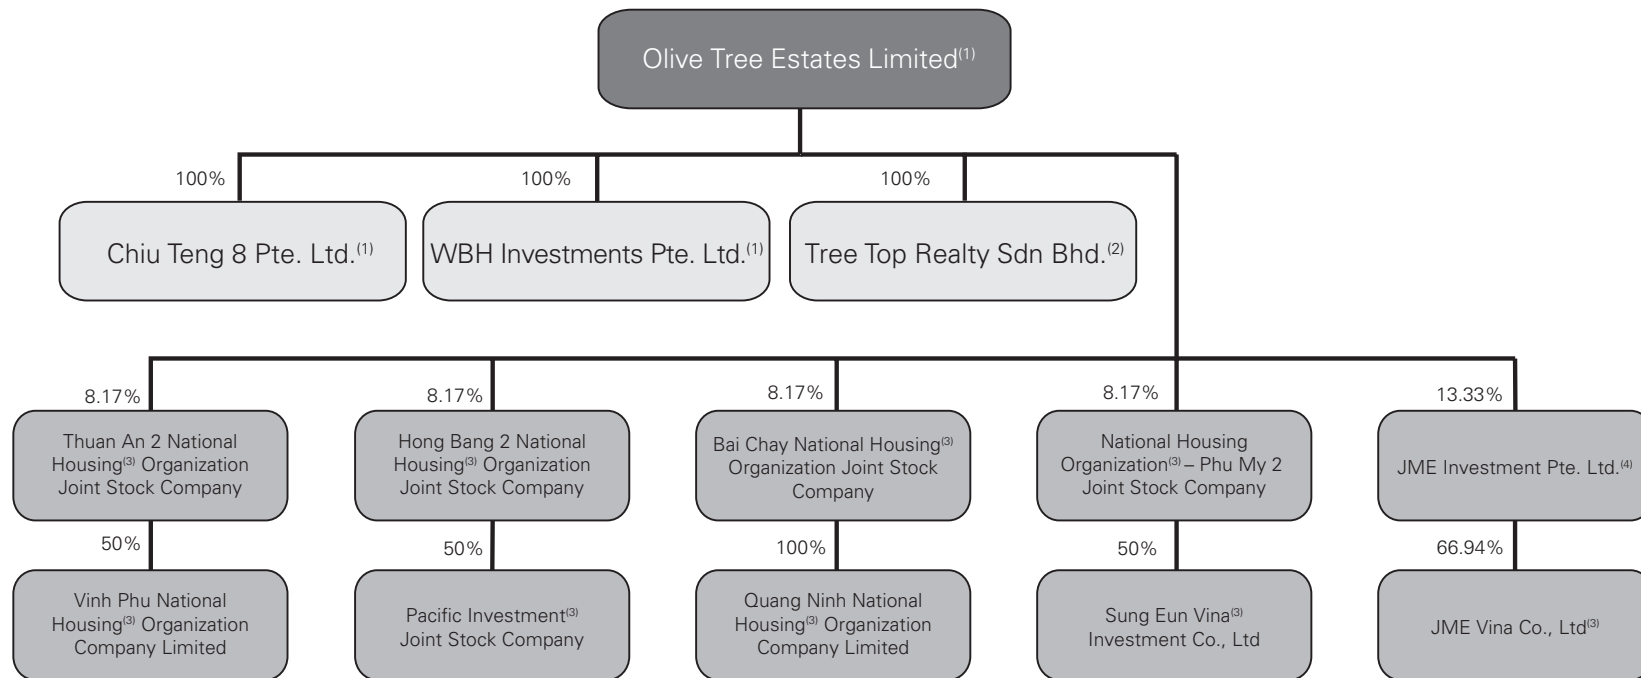 Olive Tree Estates Limited(1)
100%
100%
100%
Chiu Teng 8 Pte. Ltd.(1)
WBH Investments Pte. Ltd.(1)
Tree Top Realty Sdn Bhd.(2)
8.17%
8.17%
8.17%
8.17%
13.33%
Thuan An 2 National
Housing(3) Organization
Joint Stock Company
Hong Bang 2 National
Housing(3) Organization
Joint Stock Company
Bai Chay National Housing(3)
Organization Joint Stock
Company
National Housing
Organization(3) – Phu My 2
Joint Stock Company
JME Investment Pte. Ltd.(4)
50%
50%
100%
50%
66.94%
Vinh Phu National
Housing(3) Organization
Company Limited
Pacific Investment(3)
Joint Stock Company
Quang Ninh National
Housing(3) Organization
Company Limited
Sung Eun Vina(3)
Investment Co., Ltd
JME Vina Co., Ltd(3)